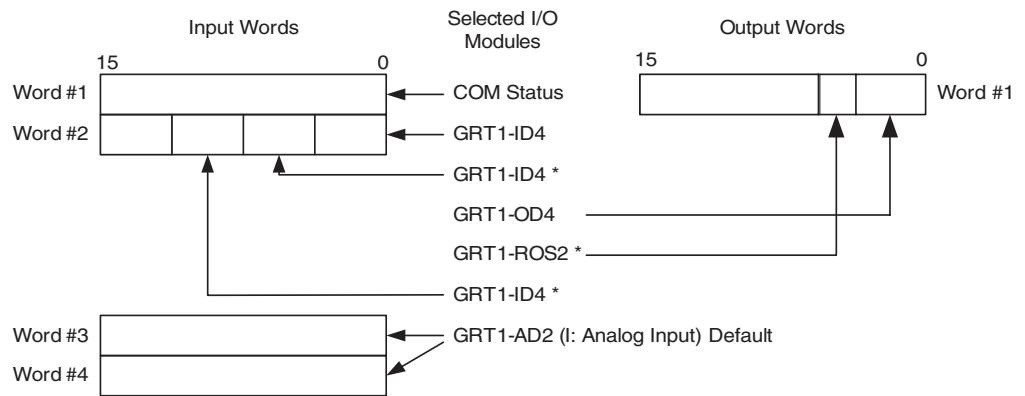 Input Words
Selected I/O
Modules
Output Words
15 0
15 0
Word #1
COM Status
Word #1
Word #2
GRT1-ID4
GRT1-ID4 *
GRT1-OD4
GRT1-ROS2 *
GRT1-ID4 *
Word #3
GRT1-AD2 (I: Analog Input) Default
Word #4